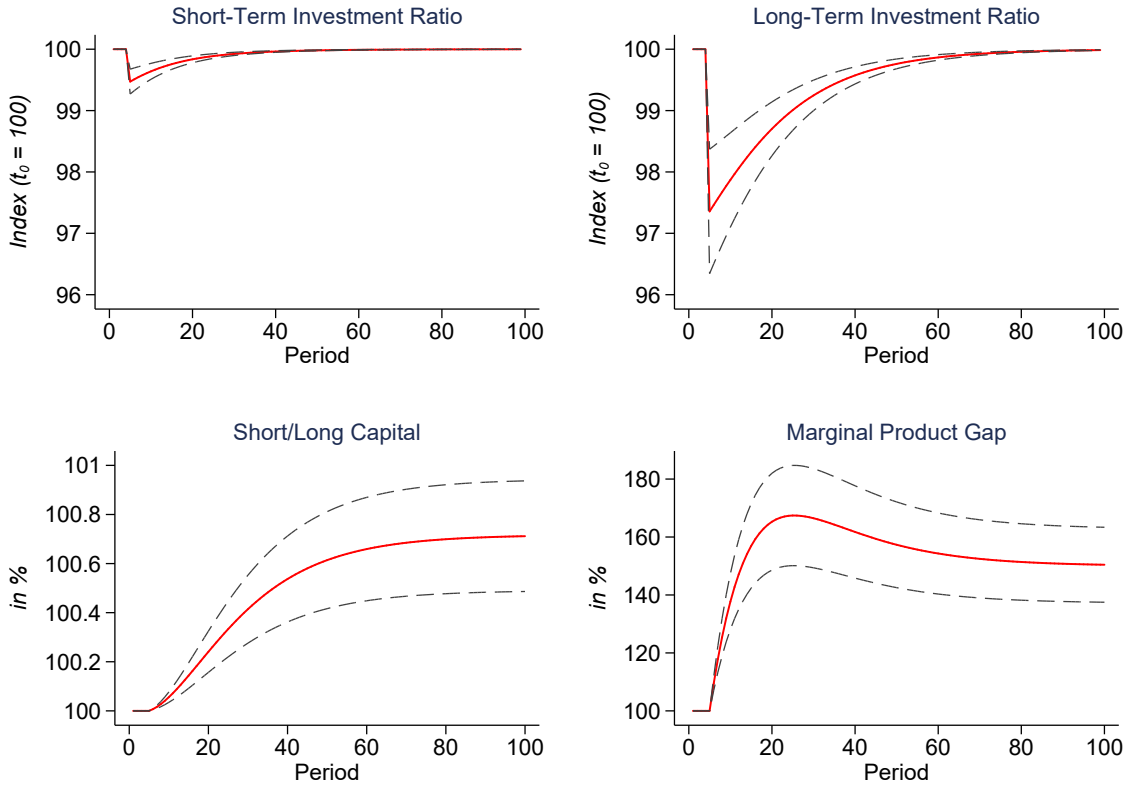 Short-Term Investment Ratio
Index (t₀ = 100)
100
99
98
97
96
0 20 40 60 80 100
Period
Long-Term Investment Ratio
Index (t₀ = 100)
100
99
98
97
96
0 20 40 60 80 100
Period
Short/Long Capital
in %
101
100.8
100.6
100.4
100.2
100
0 20 40 60 80 100
Period
Marginal Product Gap
in %
180
160
140
120
100
0 20 40 60 80 100
Period